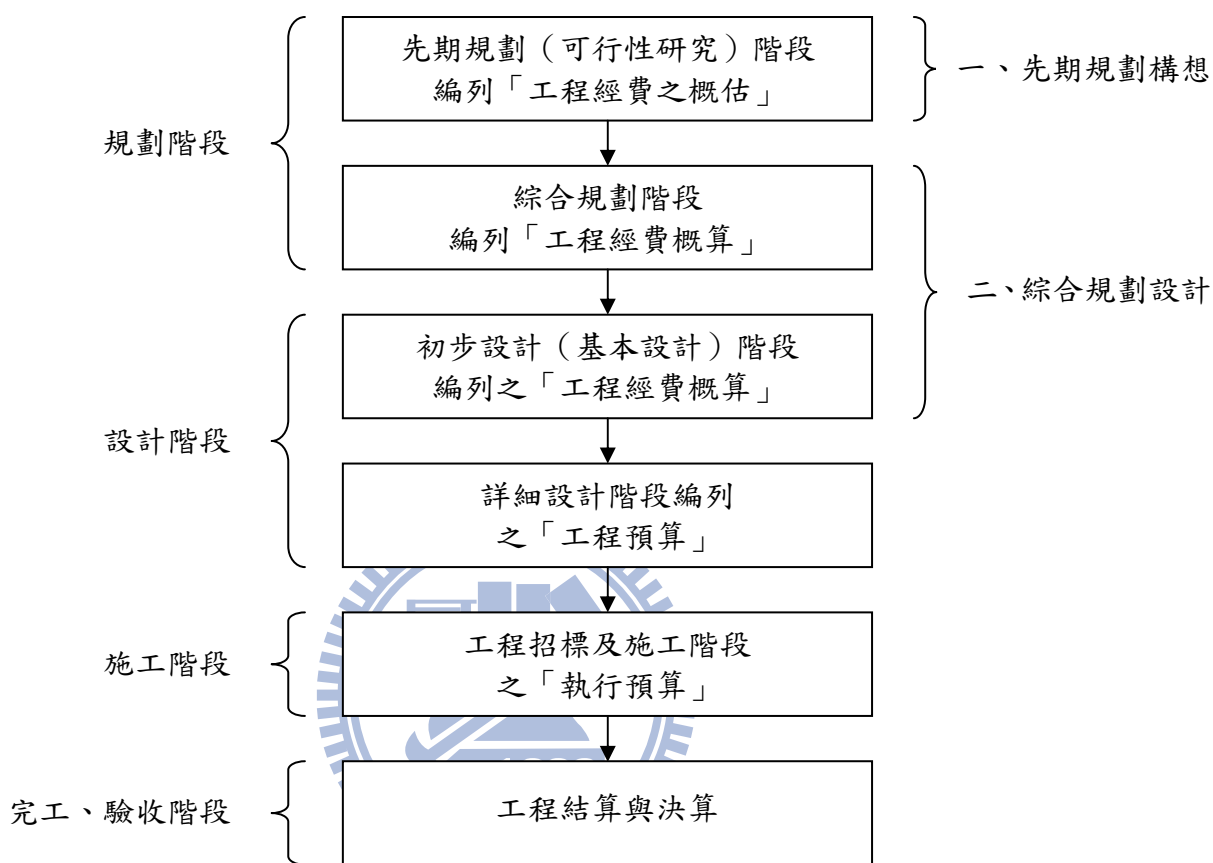 先期規劃（可行性研究）階段
編列「工程經費之概估」
一、先期規劃構想
規劃階段
綜合規劃階段
編列「工程經費概算」
二、綜合規劃設計
初步設計（基本設計）階段
編列之「工程經費概算」
設計階段
詳細設計階段編列
之「工程預算」
施工階段
工程招標及施工階段
之「執行預算」
完工、驗收階段
工程結算與決算